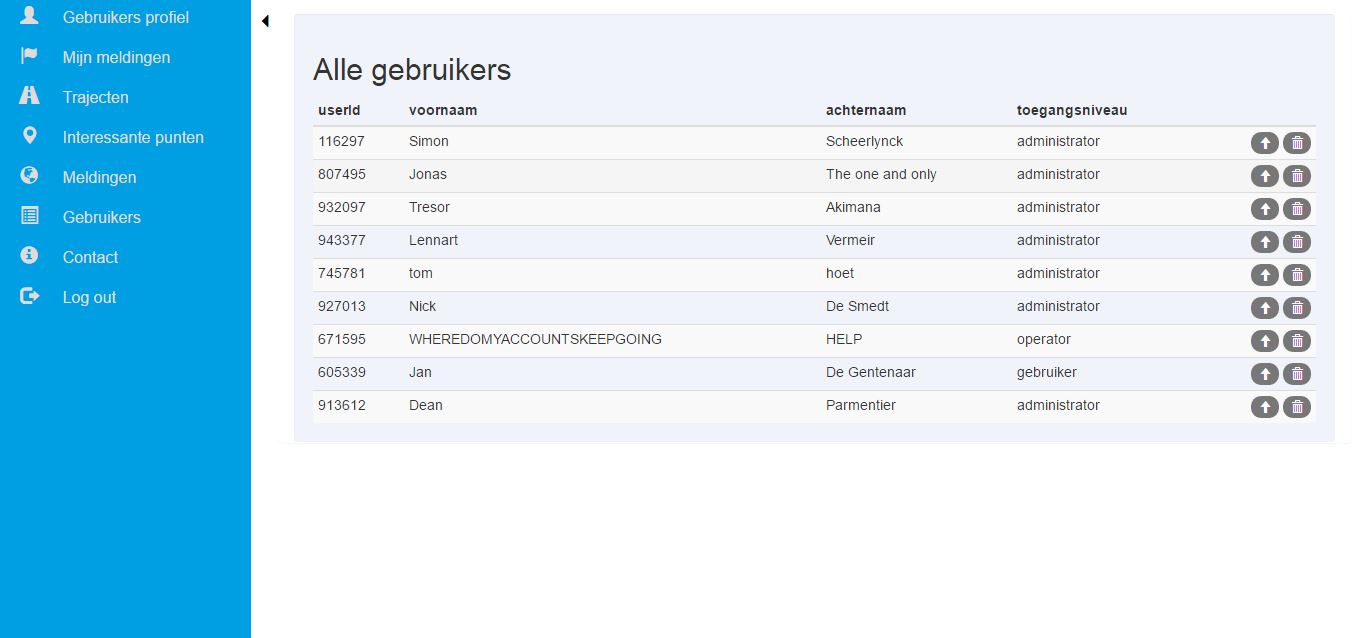 Gebruikers profiel
Mijn meldingen
Trajecten
Interessante punten
Meldingen
Gebruikers
Contact
Log out
Alle gebruikers
userId voornaam achternaam toegangsniveau
116297 Simon Scheerlynck administrator
807495 Jonas The one and only administrator
932097 Tresor Akimana administrator
943377 Lennart Vermeir administrator
745781 tom hoet administrator
927013 Nick De Smedt administrator
671595 WHEREDOMYACCOUNTSKEEPGOING HELP operator
605339 Jan De Gentenaar gebruiker
913612 Dean Parmentier administrator